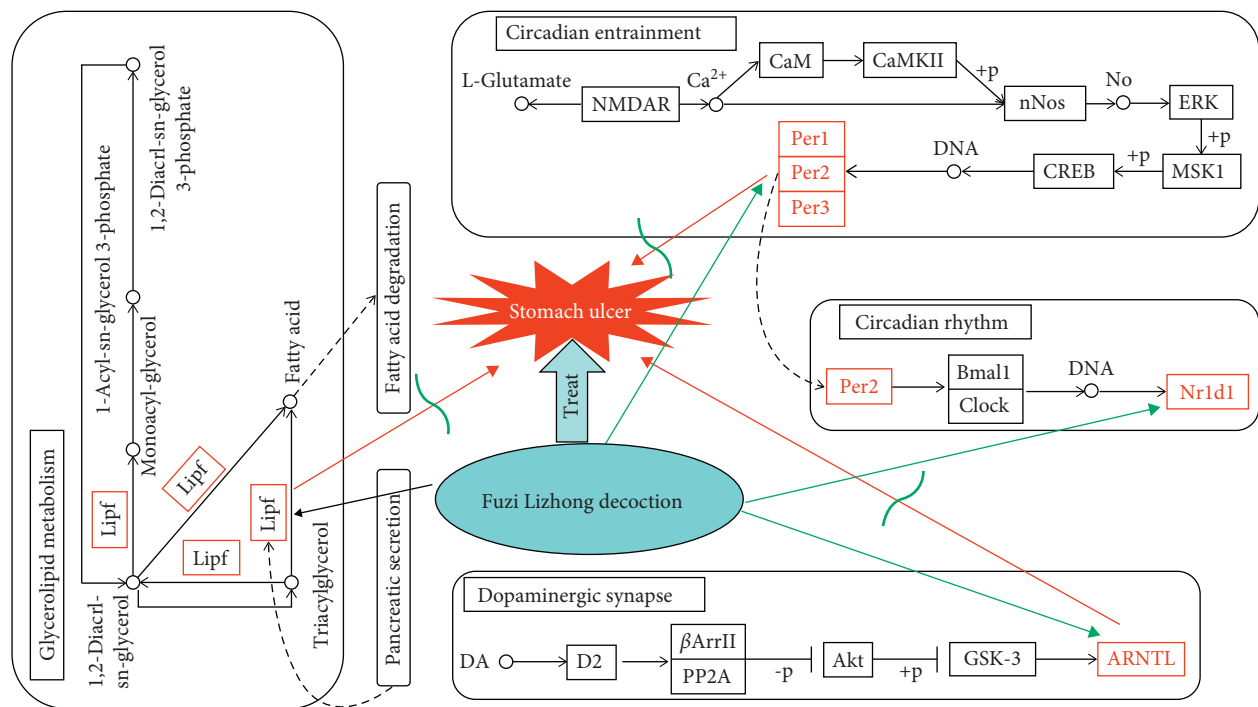 Glycerolipid metabolism
1,2-Diacrl-sn-glycerol
3-phosphate
1-Acyl-sn-glycerol 3-phosphate
Monoacyl-glycerol
Fatty acid
Lipf
Lipf
Lipf
Lipf
1,2-Diacrl-
sn-glycerol
Triacylglycerol
Fatty acid degradation
Pancreatic secretion
Circadian entrainment
L-Glutamate
NMDAR
Ca2+
CaM
CaMKII
+p
nNos
No
ERK
+p
MSK1
+p
CREB
DNA
Per1
Per2
Per3
Stomach ulcer
Treat
Fuzi Lizhong decoction
Circadian rhythm
Per2
Bmal1
Clock
DNA
Nr1d1
Dopaminergic synapse
DA
D2
βArrII
PP2A
-p
Akt
+p
GSK-3
ARNTL